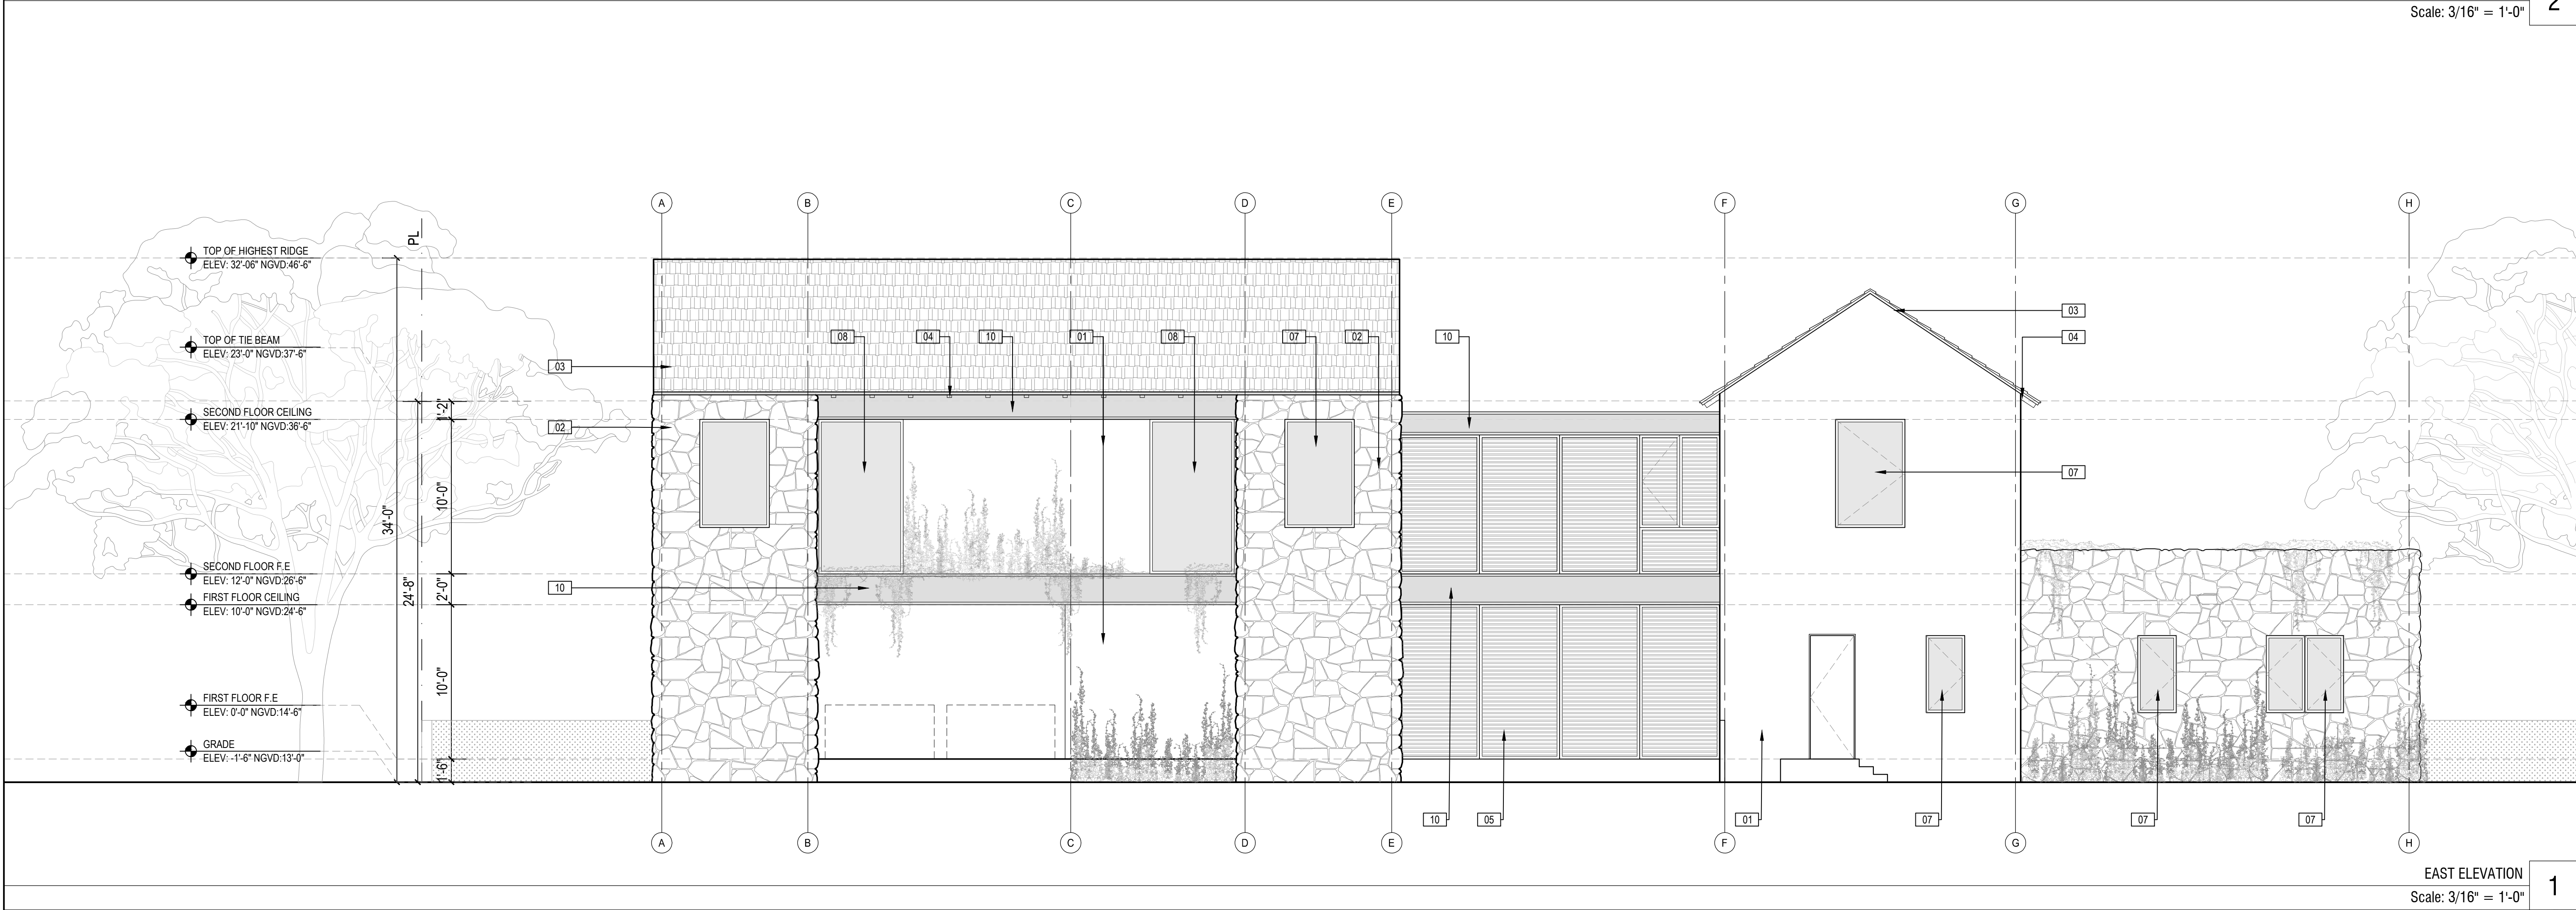 2
Scale: 3/16" = 1'-0"
A B C D E F G H
PL
TOP OF HIGHEST RIDGE
ELEV: 32'-06" NGVD:46'-6"
03
08 04 10 01 08 07 02 10
TOP OF TIE BEAM
ELEV: 23'-0" NGVD:37'-6"
04
03
1'-2"
SECOND FLOOR CEILING
ELEV: 21'-10" NGVD:36'-6"
02
07
10'-0"
34'-0"
SECOND FLOOR F.E
ELEV: 12'-0" NGVD:26'-6"
10
24'-8"
2'-0"
FIRST FLOOR CEILING
ELEV: 10'-0" NGVD:24'-6"
10'-0"
FIRST FLOOR F.E
ELEV: 0'-0" NGVD:14'-6"
GRADE
ELEV: -1'-6" NGVD:13'-0"
1'-6"
10 05 01 07 07 07
A B C D E F G H
EAST ELEVATION
1
Scale: 3/16" = 1'-0"